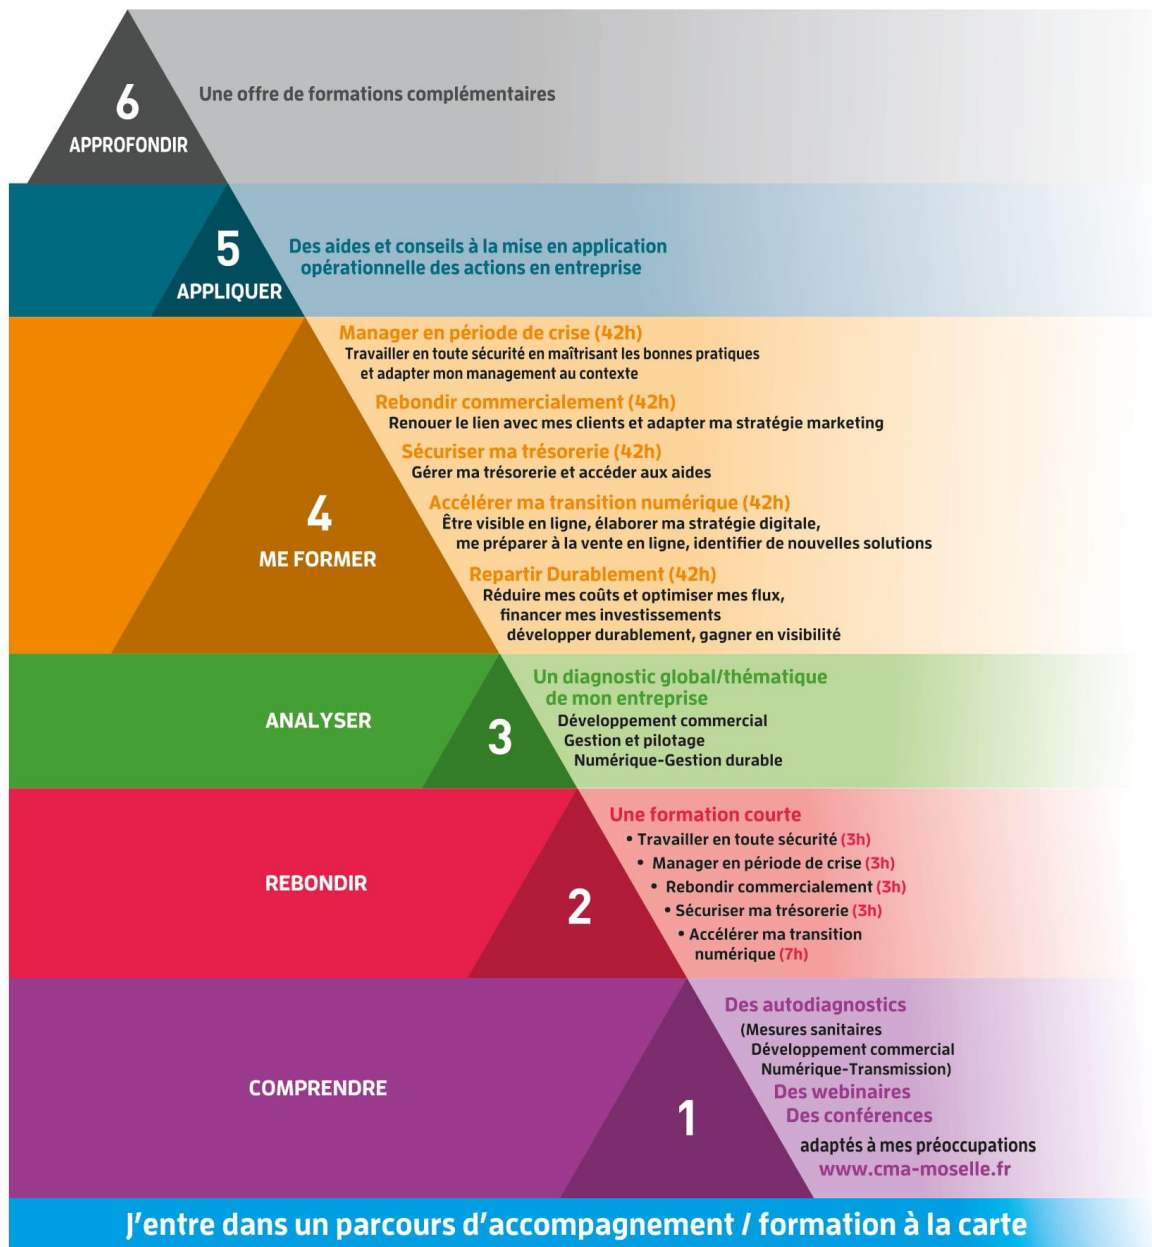 6
APPROFONDIR
Une offre de formations complémentaires
5
APPLIQUER
Des aides et conseils à la mise en application
opérationnelle des actions en entreprise
4
ME FORMER
Manager en période de crise (42h)
Travailler en toute sécurité en maîtrisant les bonnes pratiques
et adapter mon management au contexte
Rebondir commercialement (42h)
Renouer le lien avec mes clients et adapter ma stratégie marketing
Sécuriser ma trésorerie (42h)
Gérer ma trésorerie et accéder aux aides
Accélérer ma transition numérique (42h)
Être visible en ligne, élaborer ma stratégie digitale,
me préparer à la vente en ligne, identifier de nouvelles solutions
Repartir Durablement (42h)
Réduire mes coûts et optimiser mes flux,
financer mes investissements
développer durablement, gagner en visibilité
ANALYSER
3
Un diagnostic global/thématique
de mon entreprise
Développement commercial
Gestion et pilotage
Numérique-Gestion durable
REBONDIR
2
Une formation courte
• Travailler en toute sécurité (3h)
• Manager en période de crise (3h)
• Rebondir commercialement (3h)
• Sécuriser ma trésorerie (3h)
• Accélérer ma transition
numérique (7h)
COMPRENDRE
1
Des autodiagnostics
(Mesures sanitaires
Développement commercial
Numérique-Transmission)
Des webinaires
Des conférences
adaptés à mes préoccupations
www.cma-moselle.fr
J'entre dans un parcours d'accompagnement / formation à la carte